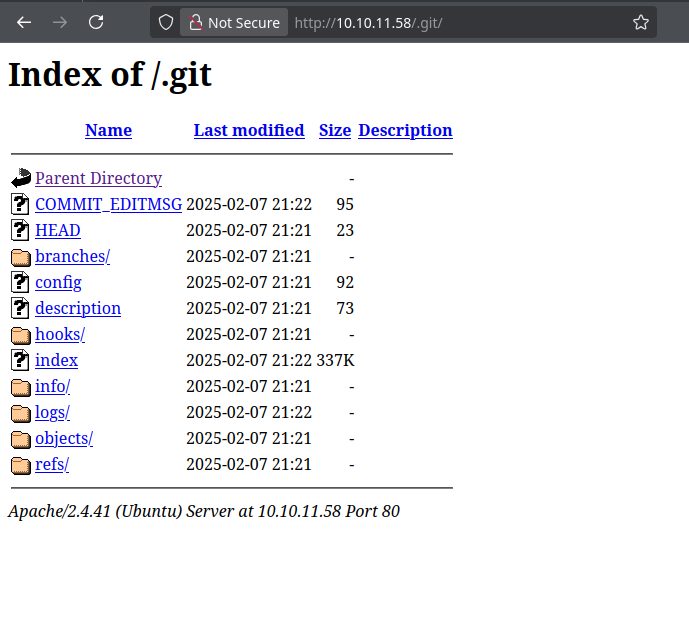 Not Secure http://10.10.11.58/.git/
Index of /.git
Name Last modified Size Description
Parent Directory -
COMMIT_EDITMSG 2025-02-07 21:22 95
HEAD 2025-02-07 21:21 23
branches/ 2025-02-07 21:21 -
config 2025-02-07 21:21 92
description 2025-02-07 21:21 73
hooks/ 2025-02-07 21:21 -
index 2025-02-07 21:22 337K
info/ 2025-02-07 21:21 -
logs/ 2025-02-07 21:22 -
objects/ 2025-02-07 21:21 -
refs/ 2025-02-07 21:21 -
Apache/2.4.41 (Ubuntu) Server at 10.10.11.58 Port 80